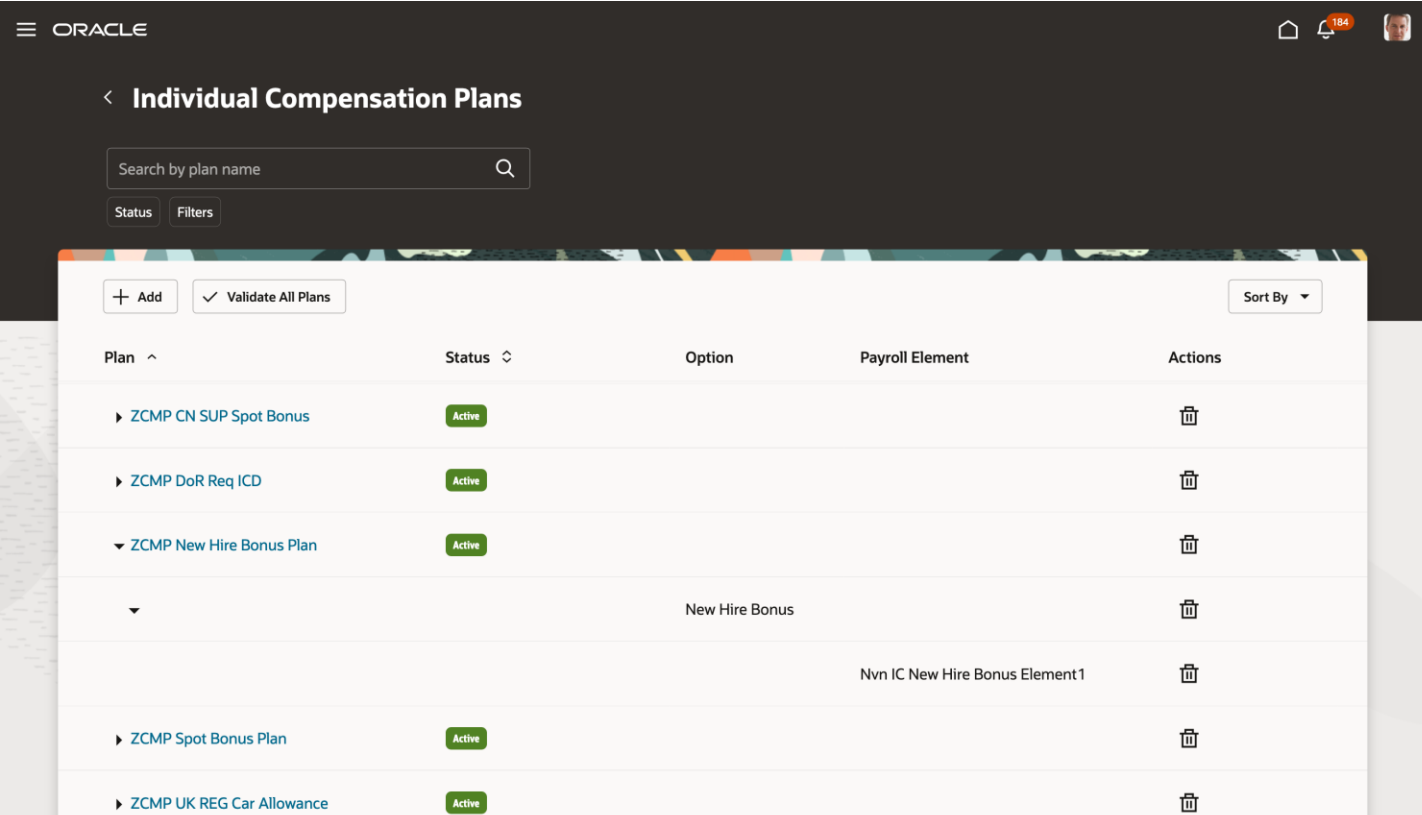 ORACLE
184
Individual Compensation Plans
Search by plan name
Status Filters
Add Validate All Plans Sort By
Plan Status Option Payroll Element Actions
ZCMP CN SUP Spot Bonus Active
ZCMP DoR Req ICD Active
ZCMP New Hire Bonus Plan Active
New Hire Bonus
Nvn IC New Hire Bonus Element1
ZCMP Spot Bonus Plan Active
ZCMP UK REG Car Allowance Active